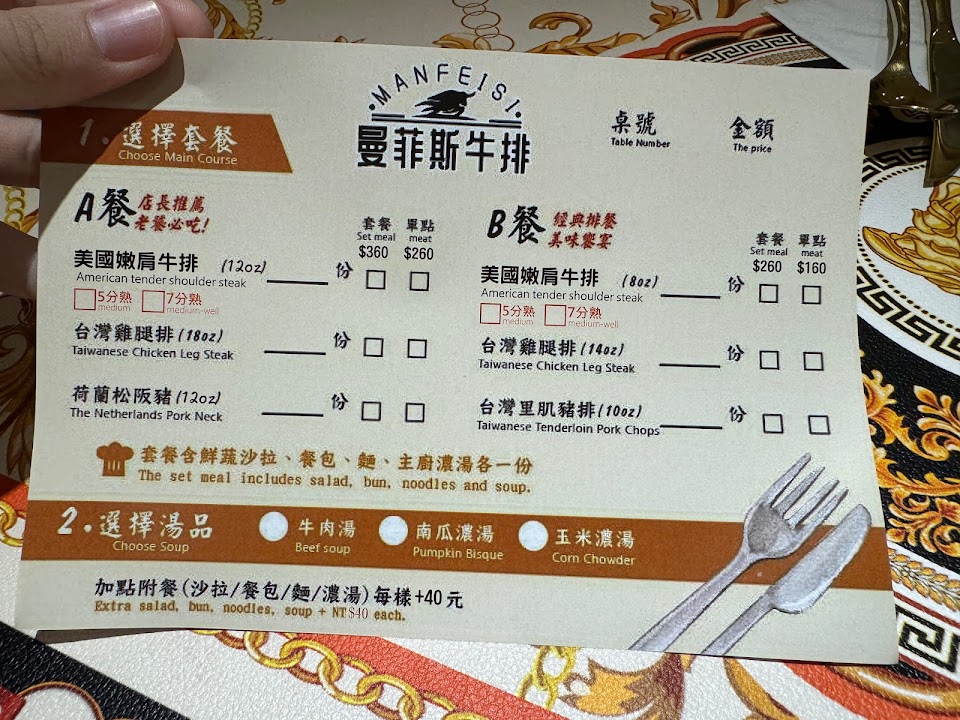 MANFEISI
曼菲斯牛排
桌號
Table Number
金額
The price
1.選擇套餐
Choose Main Course
A餐
店長推薦
老饕必吃!
套餐 單點
Set meal meat
$360 $260
美國嫩肩牛排 (12oz) 份
American tender shoulder steak
5分熟 7分熟
medium medium-well
台灣雞腿排(18oz) 份
Taiwanese Chicken Leg Steak
荷蘭松阪豬(12oz) 份
The Netherlands Pork Neck
B餐
經典排餐
美味饗宴
套餐 單點
Set meal meat
$260 $160
美國嫩肩牛排 (8oz) 份
American tender shoulder steak
5分熟 7分熟
medium medium-well
台灣雞腿排(14oz) 份
Taiwanese Chicken Leg Steak
台灣里肌豬排(10oz) 份
Taiwanese Tenderloin Pork Chops
套餐含鮮蔬沙拉、餐包、麵、主廚濃湯各一份
The set meal includes salad, bun, noodles and soup.
2.選擇湯品
Choose Soup
牛肉湯
Beef soup
南瓜濃湯
Pumpkin Bisque
玉米濃湯
Corn Chowder
加點附餐(沙拉/餐包/麵/濃湯)每樣+40元
Extra salad, bun, noodles, soup + NT$40 each.